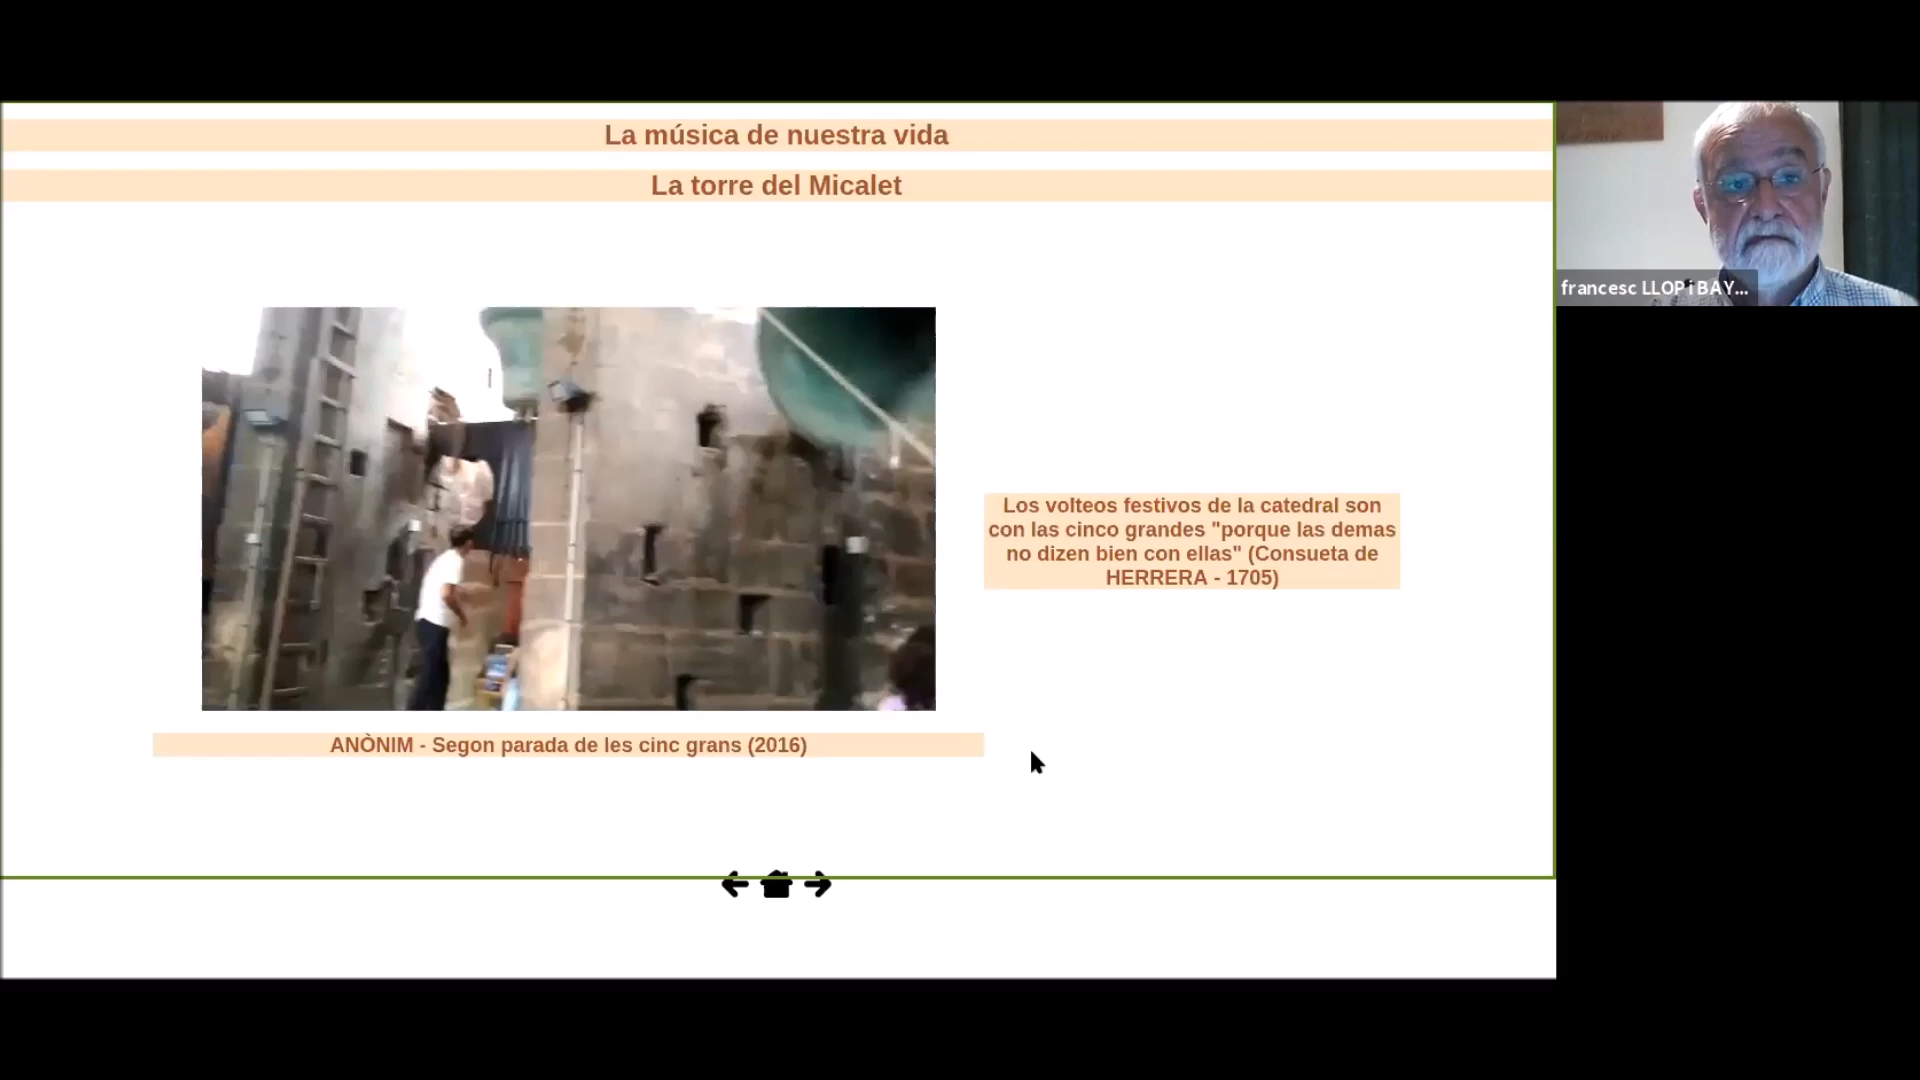 La música de nuestra vida
La torre del Micalet
Los volteos festivos de la catedral son
con las cinco grandes "porque las demas
no dizen bien con ellas" (Consueta de
HERRERA - 1705)
ANÒNIM - Segon parada de les cinc grans (2016)
francesc LLOP i BAY...